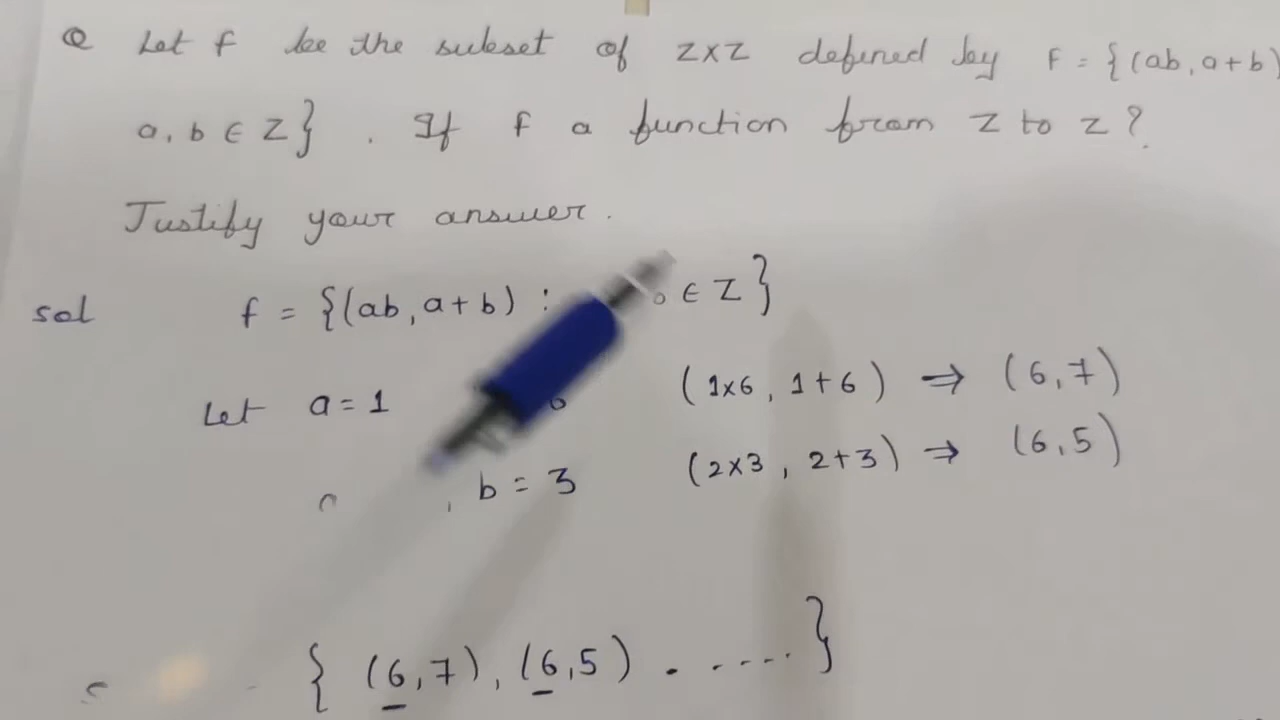 Q Let f be the subset of Z×Z defined by F = {(ab, a+b)
a, b ∈ Z} . If f a function from Z to Z?
Justify your answer.
sol f = {(ab, a+b) : ∈ Z}
Let a = 1 (1×6, 1+6) ⇒ (6, 7)
, b = 3 (2×3, 2+3) ⇒ (6, 5)
{ (6,7), (6,5) . ..... }